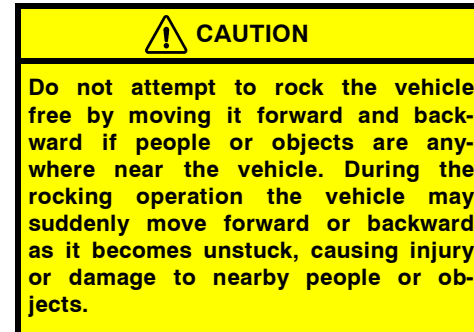 CAUTION
Do not attempt to rock the vehicle
free by moving it forward and back-
ward if people or objects are any-
where near the vehicle. During the
rocking operation the vehicle may
suddenly move forward or backward
as it becomes unstuck, causing injury
or damage to nearby people or ob-
jects.